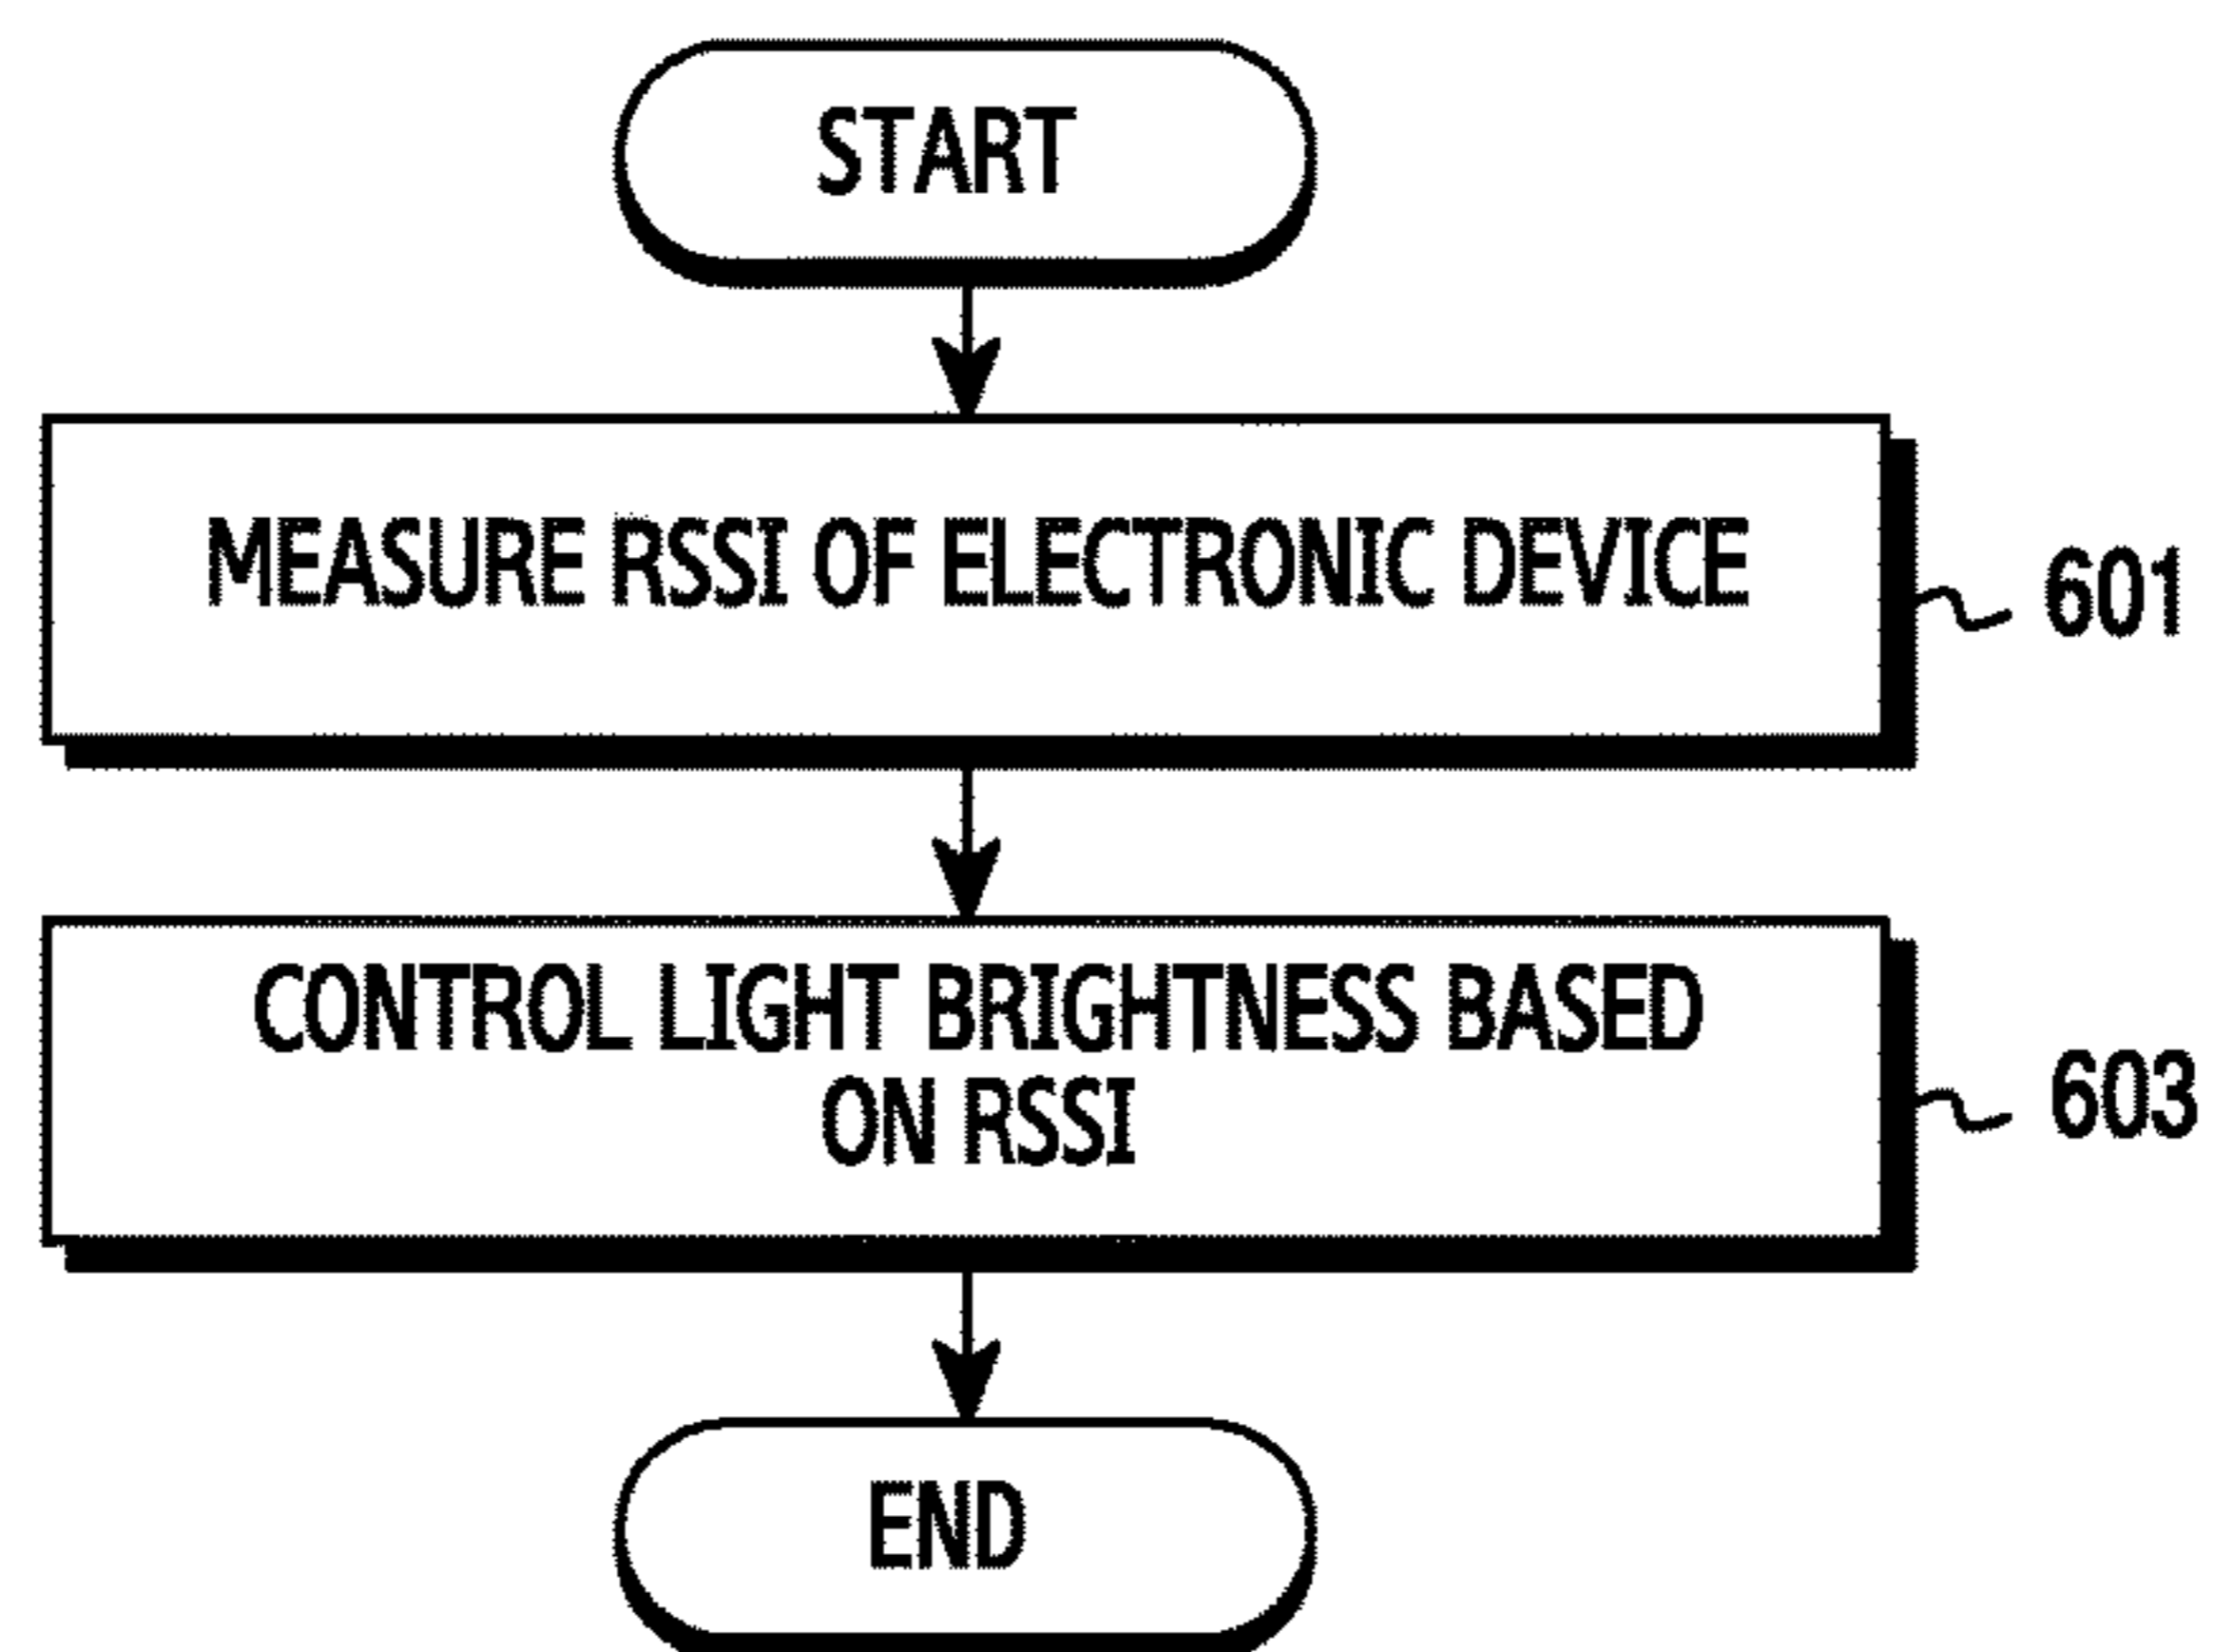 START
MEASURE RSSI OF ELECTRONIC DEVICE
601
CONTROL LIGHT BRIGHTNESS BASED
ON RSSI
603
END